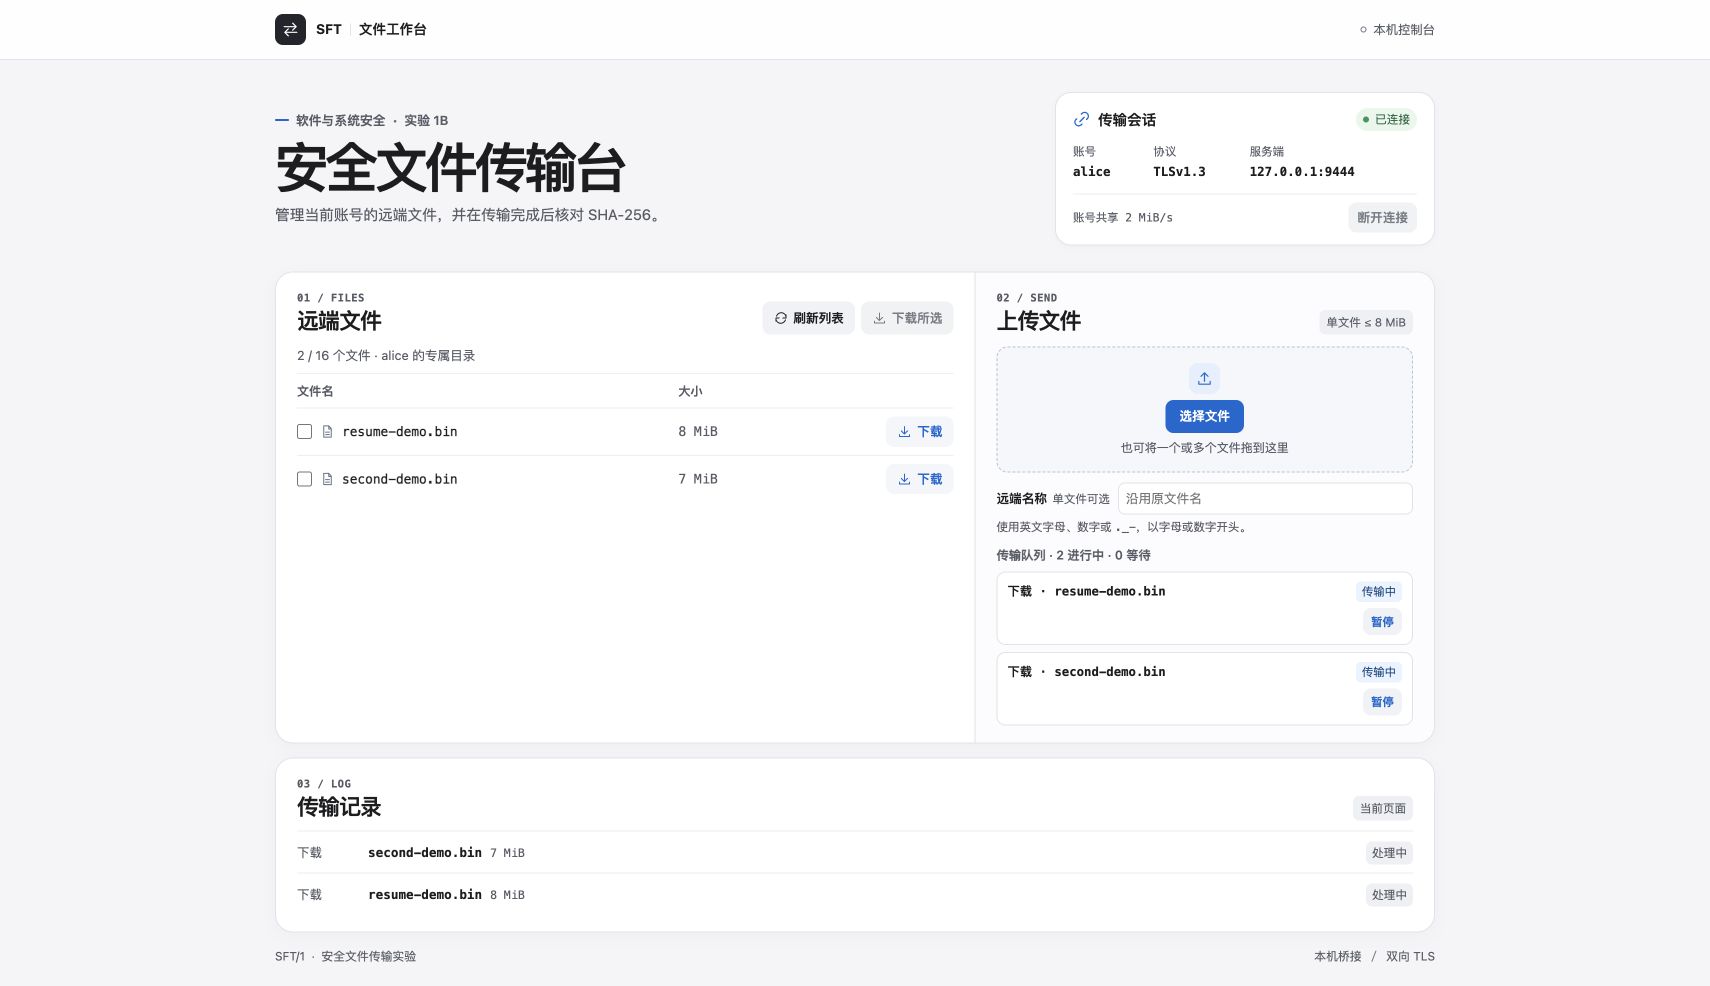 SFT 文件工作台
本机控制台
软件与系统安全 · 实验 1B
安全文件传输台
管理当前账号的远端文件，并在传输完成后核对 SHA-256。
传输会话
已连接
账号 协议 服务端
alice TLSv1.3 127.0.0.1:9444
账号共享 2 MiB/s
断开连接
01 / FILES
远端文件
刷新列表
下载所选
2 / 16 个文件 · alice 的专属目录
文件名 大小
resume-demo.bin 8 MiB 下载
second-demo.bin 7 MiB 下载
02 / SEND
上传文件
单文件 ≤ 8 MiB
选择文件
也可将一个或多个文件拖到这里
远端名称 单文件可选 沿用原文件名
使用英文字母、数字或 ._-，以字母或数字开头。
传输队列 · 2 进行中 · 0 等待
下载 · resume-demo.bin 传输中
暂停
下载 · second-demo.bin 传输中
暂停
03 / LOG
传输记录
当前页面
下载 second-demo.bin 7 MiB 处理中
下载 resume-demo.bin 8 MiB 处理中
SFT/1 · 安全文件传输实验
本机桥接 / 双向 TLS